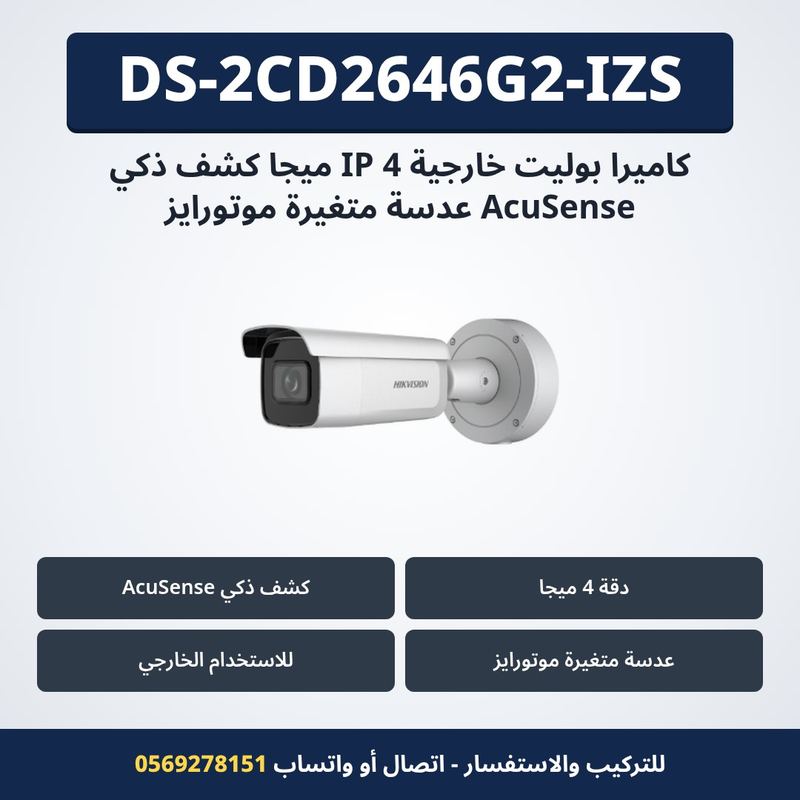 DS-2CD2646G2-IZS
كاميرا بوليت خارجية IP 4 ميجا كشف ذكي
AcuSense عدسة متغيرة موتورايز
HIKVISION
دقة 4 ميجا
كشف ذكي AcuSense
عدسة متغيرة موتورايز
للاستخدام الخارجي
للتركيب والاستفسار - اتصال أو واتساب 0569278151